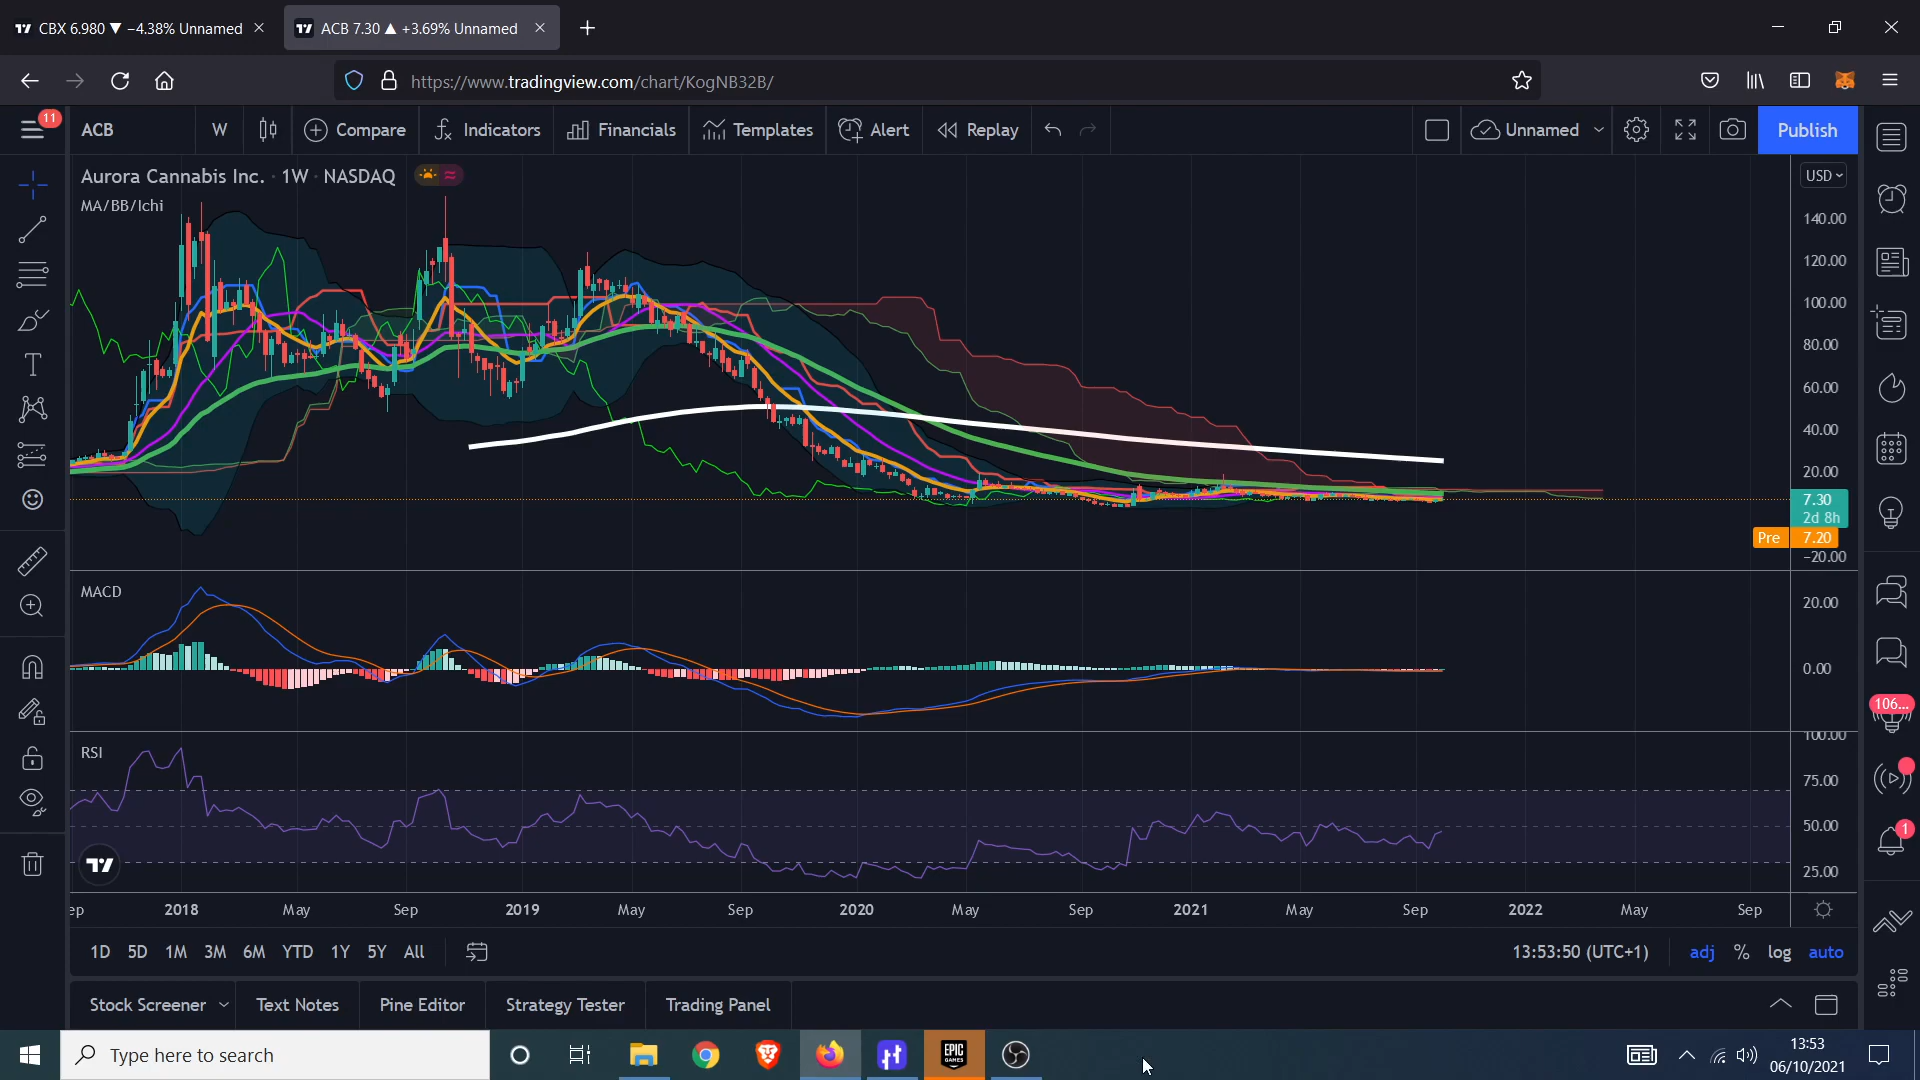 CBX 6.980 ▼ −4.38% Unnamed
ACB 7.30 ▲ +3.69% Unnamed
https://www.tradingview.com/chart/KogNB32B/
11
ACB
W
Compare
Indicators
Financials
Templates
Alert
Replay
Unnamed
Publish
Aurora Cannabis Inc. · 1W · NASDAQ
MA/BB/Ichi
USD
140.00
120.00
100.00
80.00
60.00
40.00
20.00
7.30
2d 8h
Pre 7.20
−20.00
MACD
20.00
0.00
106...
RSI
100.00
75.00
50.00
25.00
1
ep 2018 May Sep 2019 May Sep 2020 May Sep 2021 May Sep 2022 May Sep
1D 5D 1M 3M 6M YTD 1Y 5Y All
13:53:50 (UTC+1)
adj % log auto
Stock Screener
Text Notes
Pine Editor
Strategy Tester
Trading Panel
Type here to search
EPIC GAMES
13:53
06/10/2021